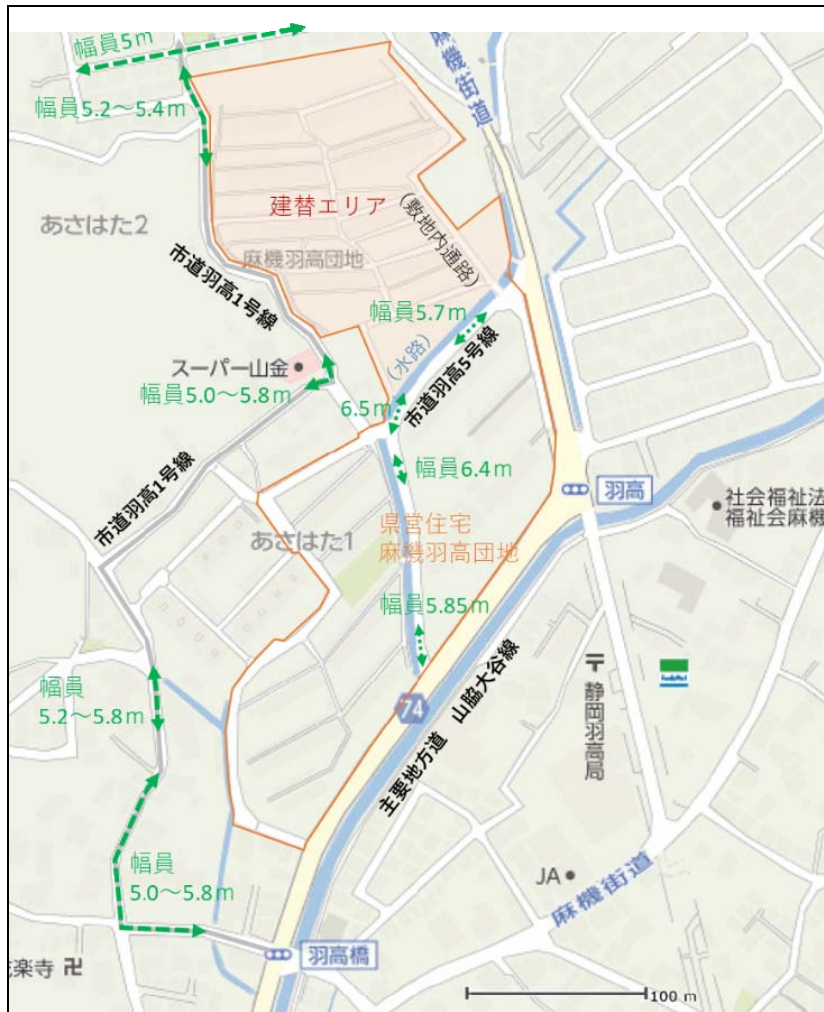 幅員5m
麻機街道
幅員5.2～5.4m
あさはた2
建替エリア
(敷地内通路)
麻機羽高団地
市道羽高1号線
幅員5.7m
(水路)
スーパー山金
市道羽高5号線
幅員5.0～5.8m
6.5m
幅員6.4m
市道羽高1号線
羽高
社会福祉法
福祉会麻機
県営住宅
麻機羽高団地
あさはた1
幅員5.85m
〒
静岡羽高局
FamilyMart
幅員
5.2～5.8m
74
主要地方道 山脇大谷線
幅員
5.0～5.8m
JA
麻機街道
楽寺卍
羽高橋
100 m